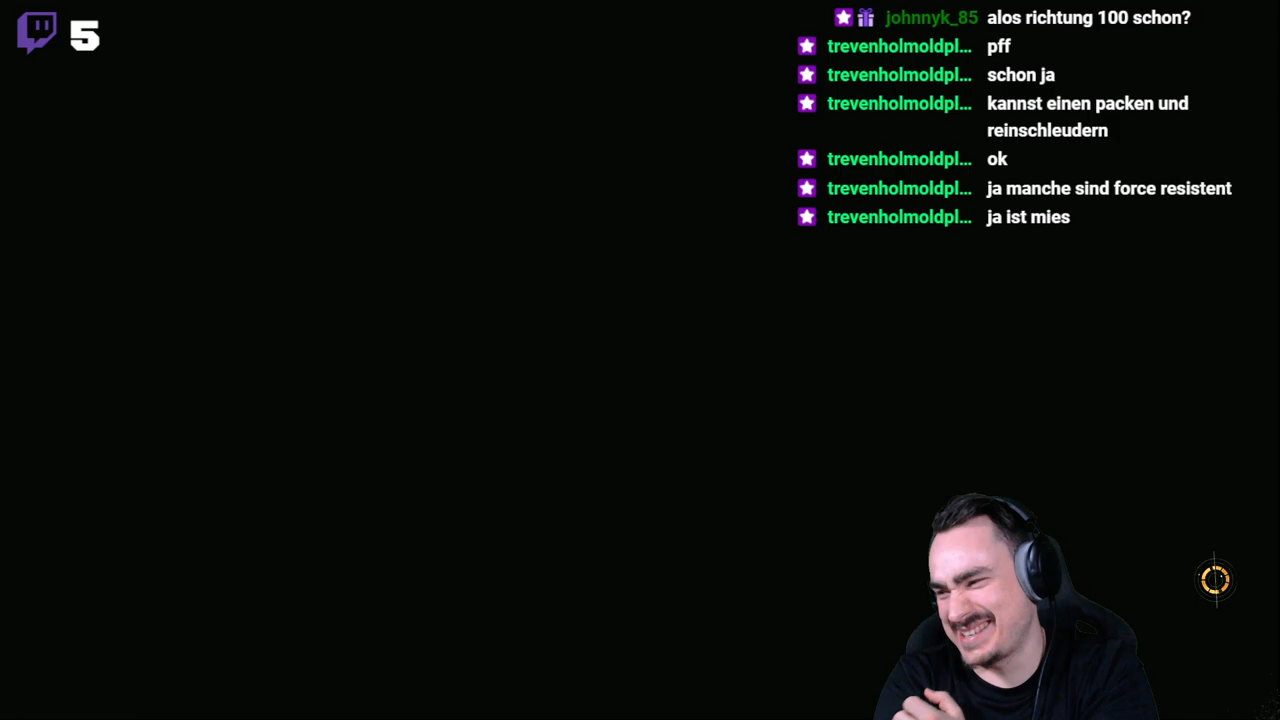 5
johnnyk_85 alos richtung 100 schon?
trevenholmoldpl... pff
trevenholmoldpl... schon ja
trevenholmoldpl... kannst einen packen und
reinschleudern
trevenholmoldpl... ok
trevenholmoldpl... ja manche sind force resistent
trevenholmoldpl... ja ist mies